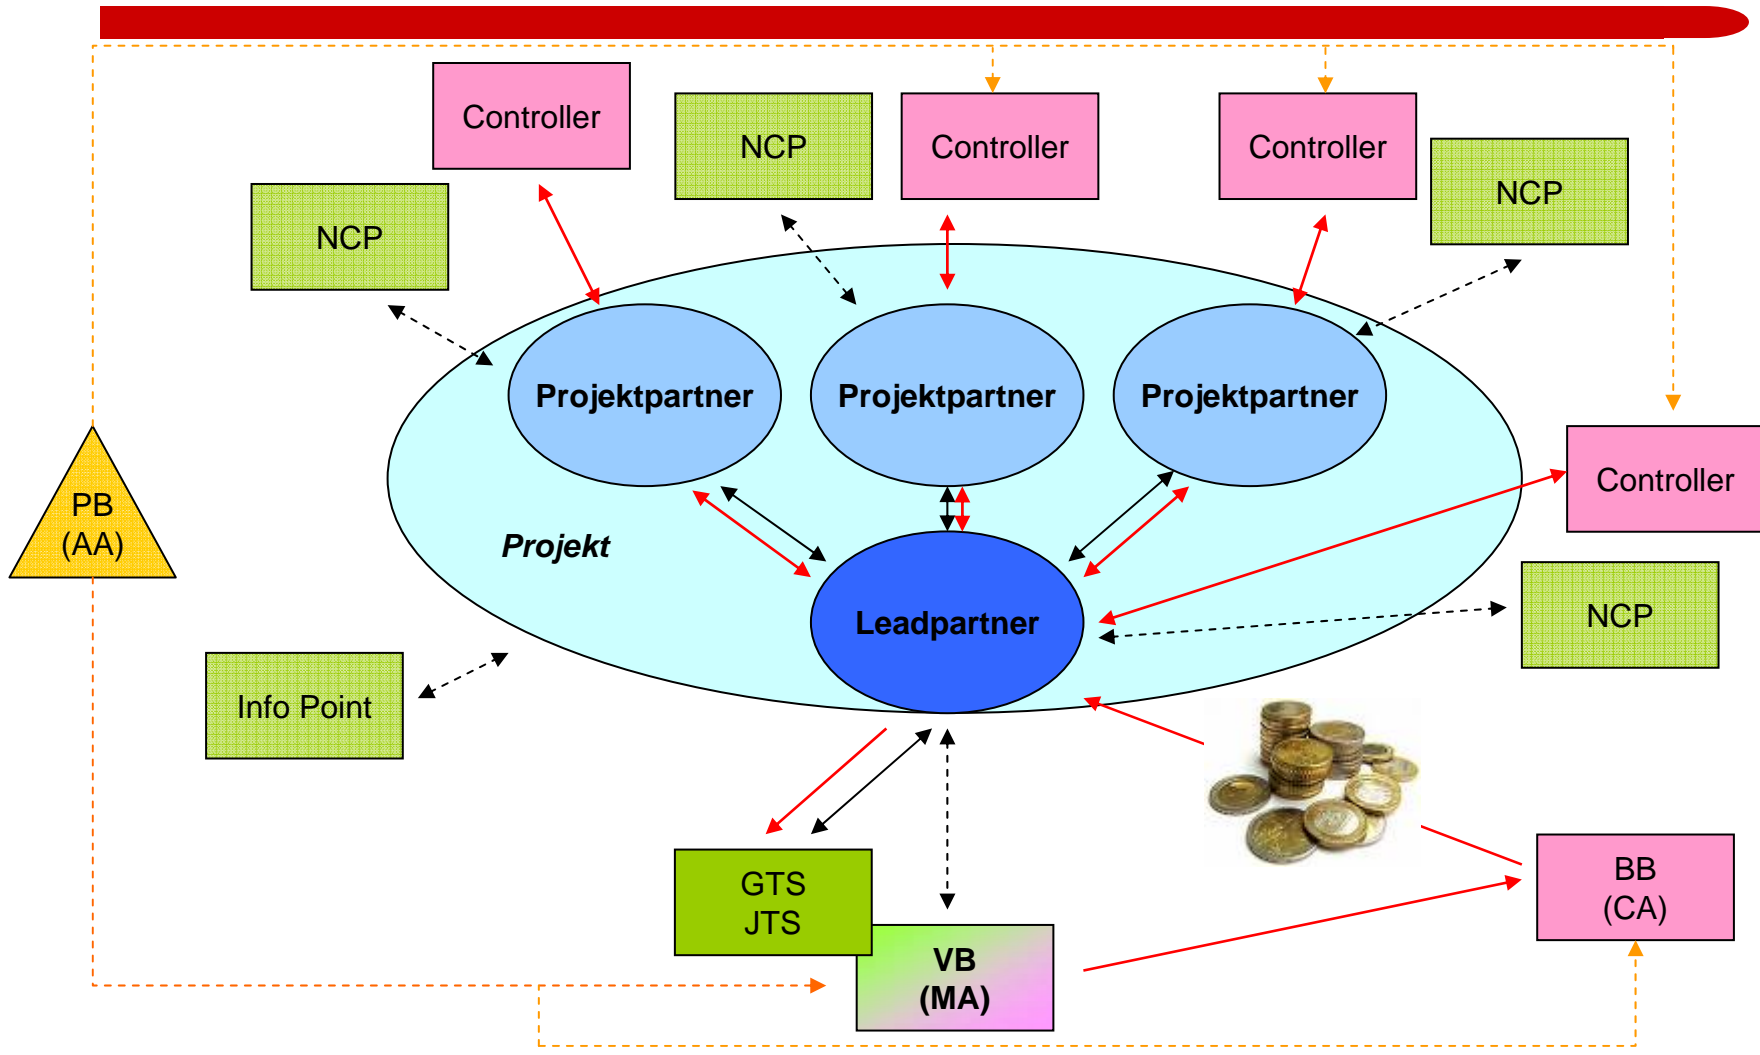 Controller
NCP
Controller
Controller
NCP
NCP
Projektpartner
Projektpartner
Projektpartner
Controller
PB
(AA)
Projekt
Leadpartner
NCP
Info Point
GTS
JTS
BB
(CA)
VB
(MA)